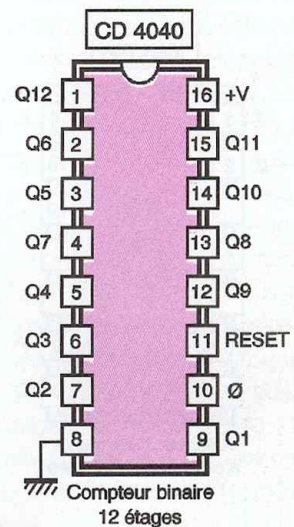 CD 4040
Q12 1 16 +V
Q6 2 15 Q11
Q5 3 14 Q10
Q7 4 13 Q8
Q4 5 12 Q9
Q3 6 11 RESET
Q2 7 10 Ø
8 9 Q1
Compteur binaire
12 étages